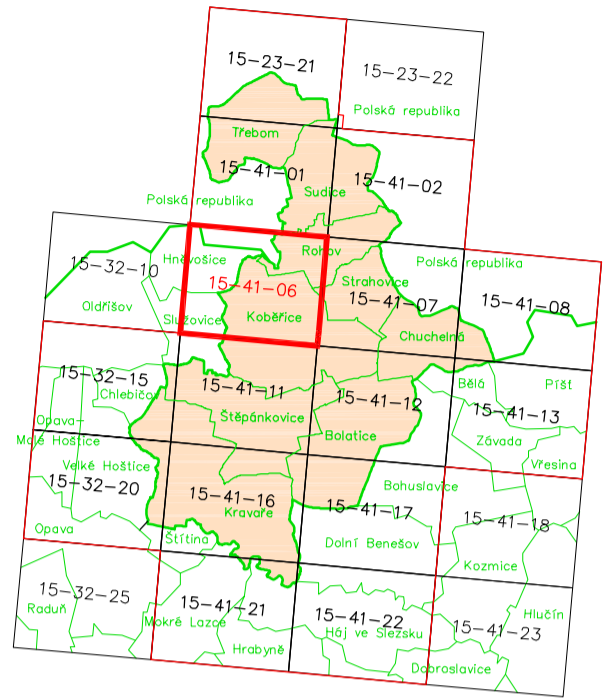 15-23-21
15-23-22
Polská republika
Třebom
15-41-01
15-41-02
Sudice
Polská republika
Rohov
Hněvošice
Polská republika
15-32-10
15-41-06
Strahovice
15-41-07
15-41-08
Oldřišov
Služovice
Kobeřice
Chuchelná
15-32-15
Chlebičov
15-41-11
15-41-12
Bělá
Píšť
15-41-13
Štěpánkovice
Opava-
Malé Hoštice
Bolatice
Závada
Velké Hoštice
Vřesina
15-32-20
15-41-16
Bohuslavice
Kravaře
15-41-17
15-41-18
Opava
Štítina
Dolní Benešov
Kozmice
15-32-25
Raduň
15-41-21
Mokré Lazce
15-41-22
Háj ve Slezsku
Hlučín
15-41-23
Hrabyně
Dobroslavice